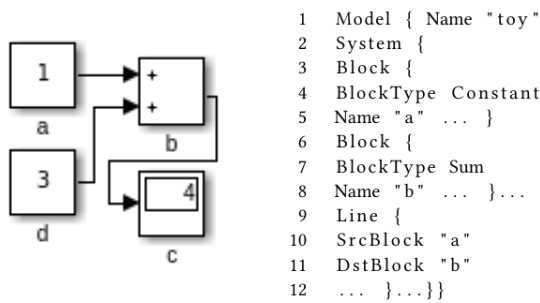 1
+
a
+
b
3
4
d
c
1 Model { Name "toy"
2 System {
3 Block {
4 BlockType Constant
5 Name "a" ... }
6 Block {
7 BlockType Sum
8 Name "b" ... }...
9 Line {
10 SrcBlock "a"
11 DstBlock "b"
12 ... }...}}